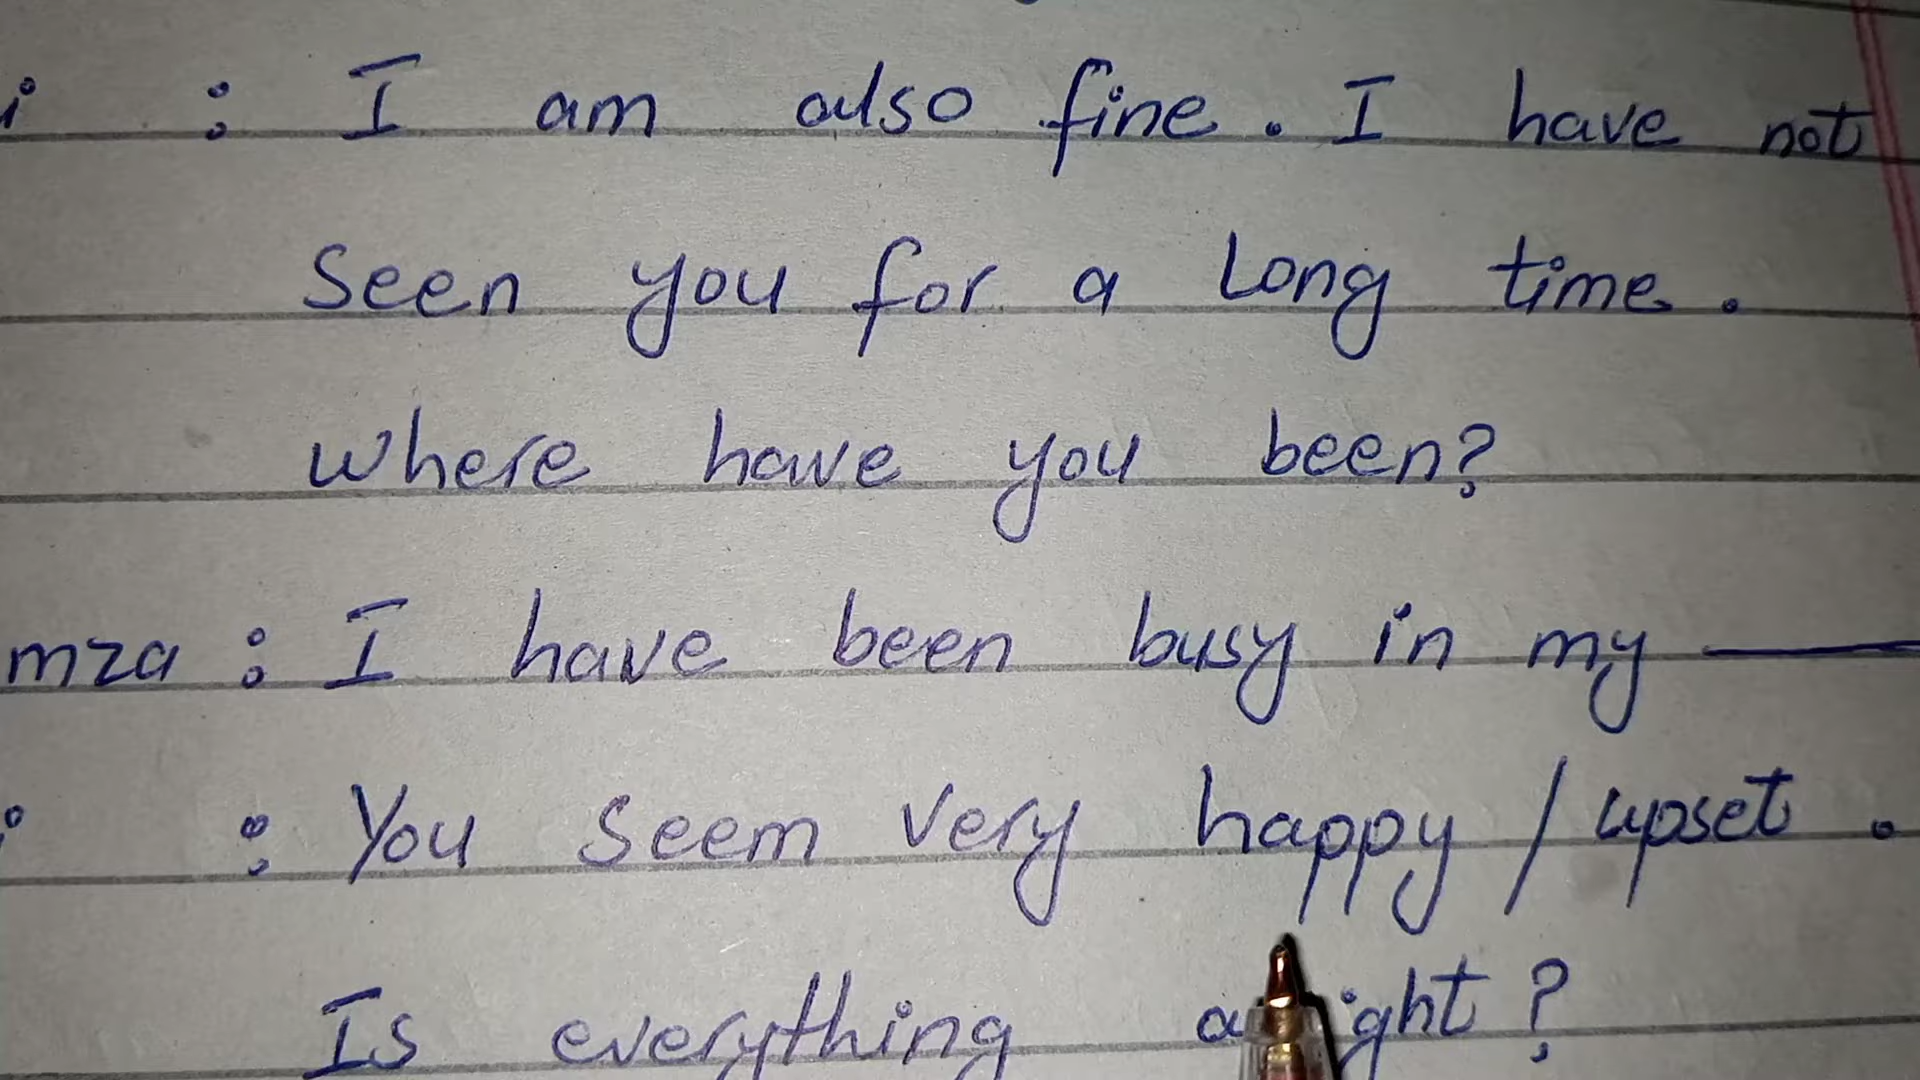 i : I am also fine. I have not
Seen you for a Long time.
where have you been?
mza : I have been busy in my ———
i : You seem very happy / upset.
Is everything ?